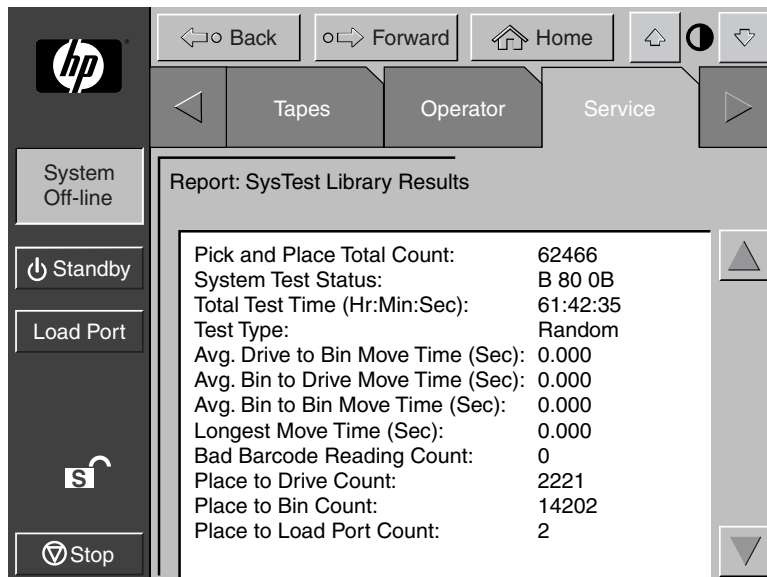 hp
Back
Forward
Home
Tapes
Operator
Service
System
Off-line
Standby
Load Port
S
Stop
Report: SysTest Library Results
Pick and Place Total Count: 62466
System Test Status: B 80 0B
Total Test Time (Hr:Min:Sec): 61:42:35
Test Type: Random
Avg. Drive to Bin Move Time (Sec): 0.000
Avg. Bin to Drive Move Time (Sec): 0.000
Avg. Bin to Bin Move Time (Sec): 0.000
Longest Move Time (Sec): 0.000
Bad Barcode Reading Count: 0
Place to Drive Count: 2221
Place to Bin Count: 14202
Place to Load Port Count: 2